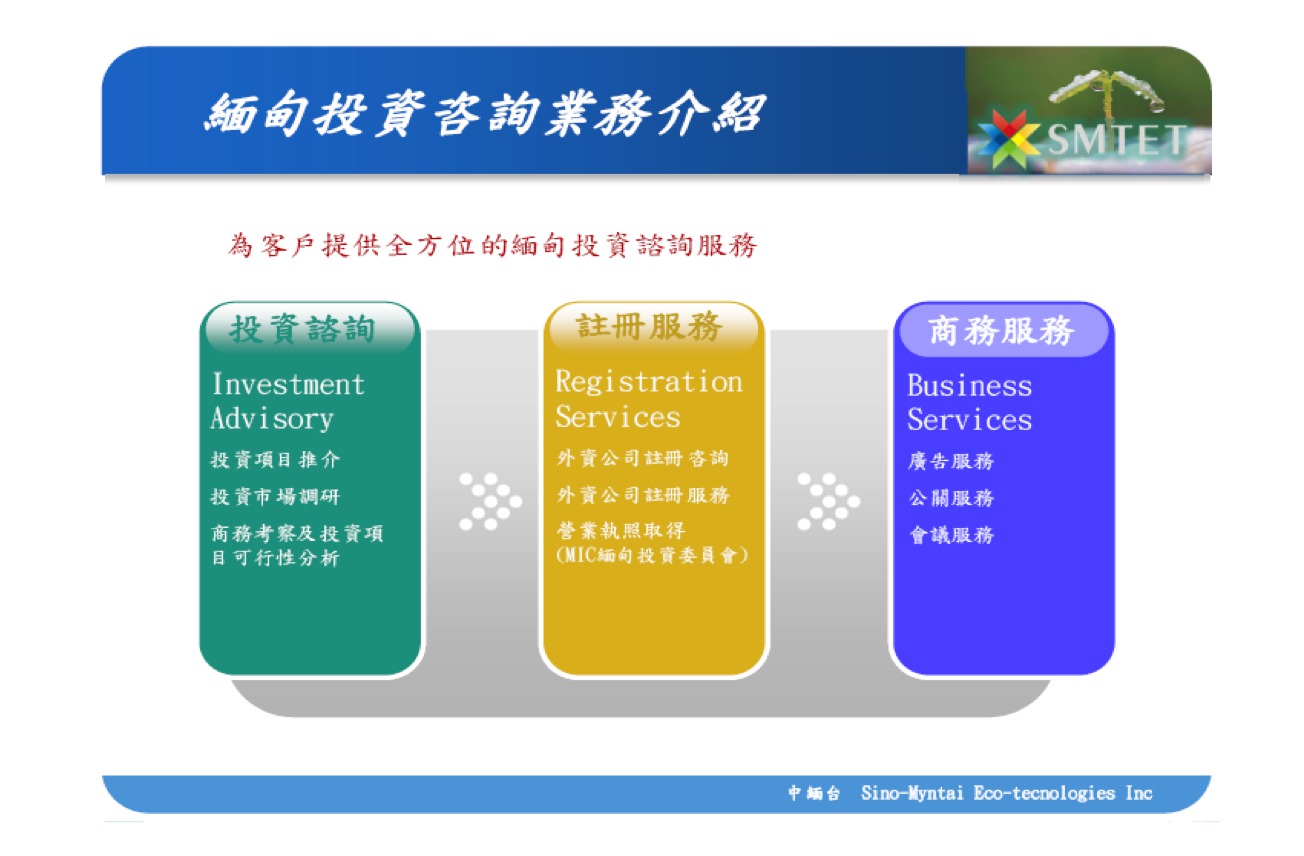 緬甸投資咨詢業務介紹
SMTET
為客戶提供全方位的緬甸投資諮詢服務
投資諮詢
Investment
Advisory
投資項目推介
投資市場調研
商務考察及投資項
目可行性分析
註冊服務
Registration
Services
外資公司註冊咨詢
外資公司註冊服務
營業執照取得
(MIC緬甸投資委員會)
商務服務
Business
Services
廣告服務
公關服務
會議服務
中緬台 Sino-Myntai Eco-tecnologies Inc